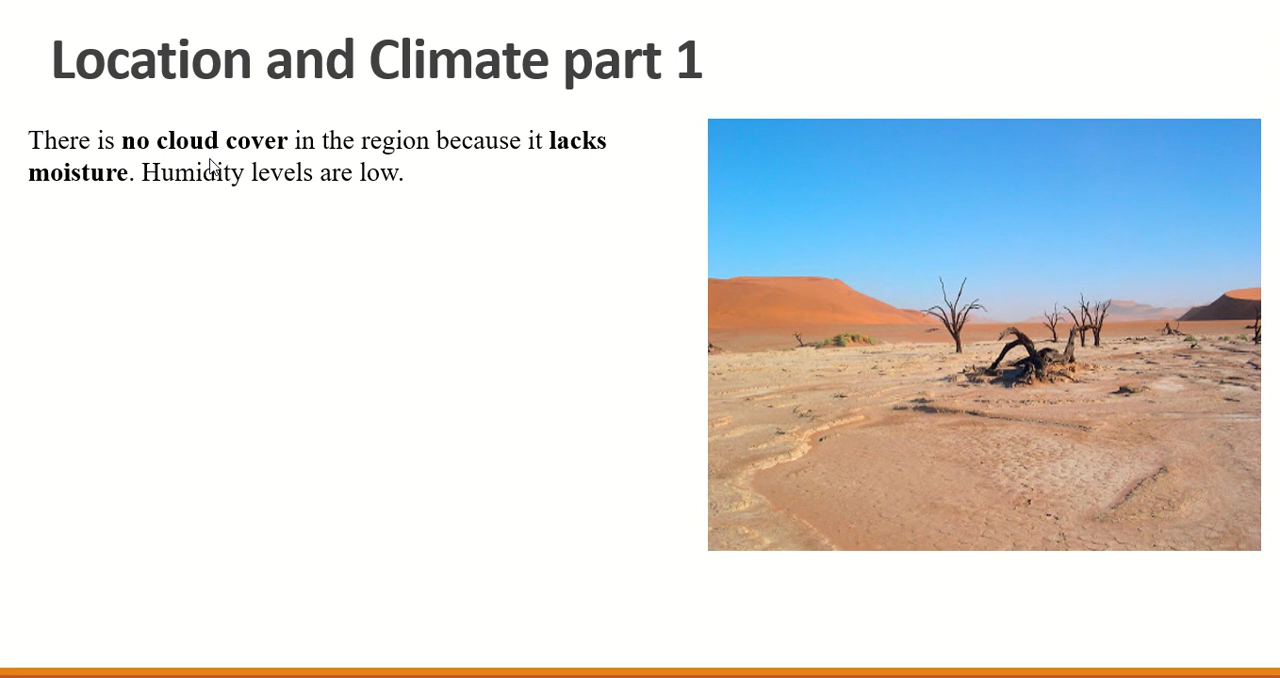 Location and Climate part 1
There is no cloud cover in the region because it lacks
moisture. Humidity levels are low.